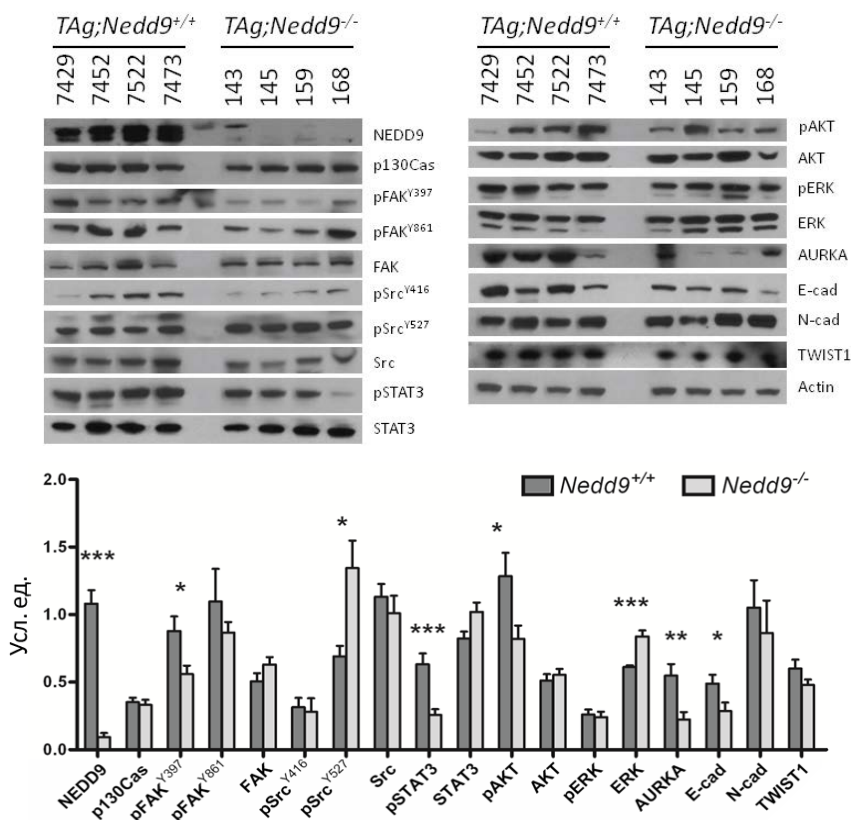 TAg;Nedd9+/+ TAg;Nedd9-/-
7429 7452 7522 7473 143 145 159 168
NEDD9
p130Cas
pFAKY397
pFAKY861
FAK
pSrcY416
pSrcY527
Src
pSTAT3
STAT3
TAg;Nedd9+/+ TAg;Nedd9-/-
7429 7452 7522 7473 143 145 159 168
pAKT
AKT
pERK
ERK
AURKA
E-cad
N-cad
TWIST1
Actin
Nedd9+/+ Nedd9-/-
Усл. ед.
2.0
1.5
1.0
0.5
0.0
*** * * *** * *** ** *
NEDD9 p130Cas pFAKY397 pFAKY861 FAK pSrcY416 pSrcY527 Src pSTAT3 STAT3 pAKT AKT pERK ERK AURKA E-cad N-cad TWIST1